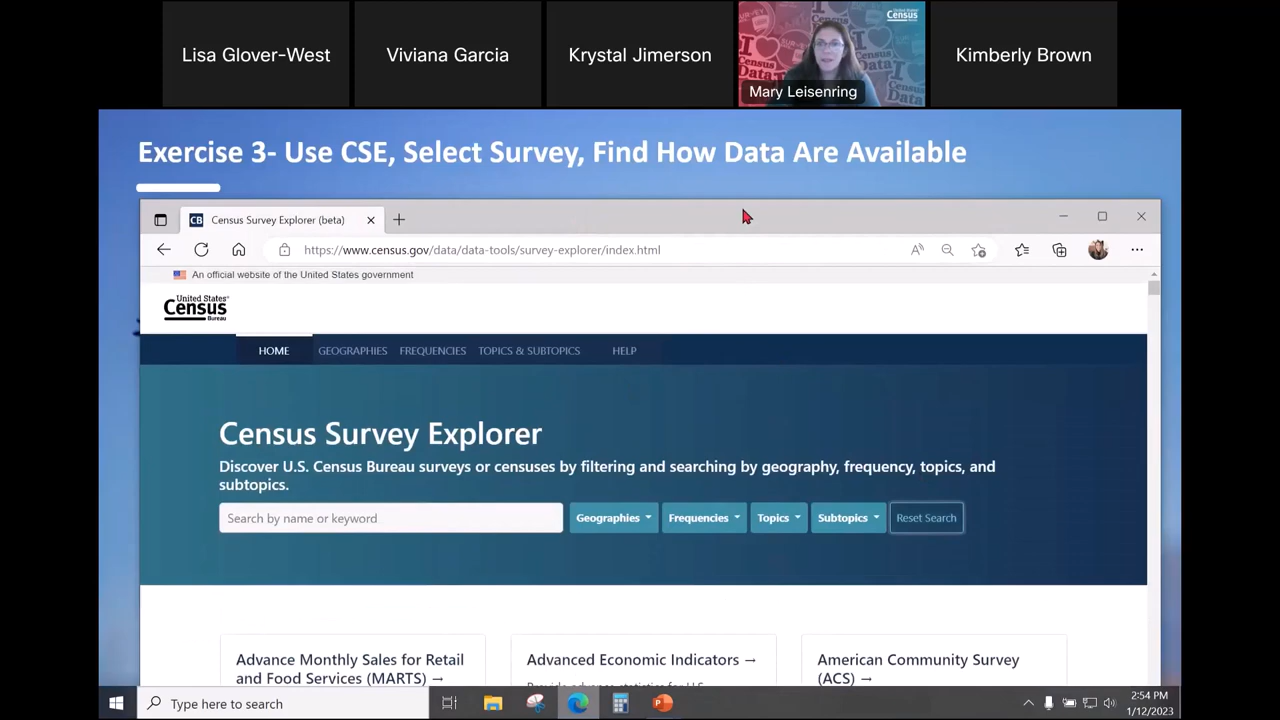 Lisa Glover-West
Viviana Garcia
Krystal Jimerson
United States
Census
Bureau
Mary Leisenring
Kimberly Brown
Exercise 3- Use CSE, Select Survey, Find How Data Are Available
CB Census Survey Explorer (beta)
https://www.census.gov/data/data-tools/survey-explorer/index.html
An official website of the United States government
United States®
Census
Bureau
HOME GEOGRAPHIES FREQUENCIES TOPICS & SUBTOPICS HELP
Census Survey Explorer
Discover U.S. Census Bureau surveys or censuses by filtering and searching by geography, frequency, topics, and
subtopics.
Search by name or keyword Geographies Frequencies Topics Subtopics Reset Search
Advance Monthly Sales for Retail
and Food Services (MARTS) →
Advanced Economic Indicators →
American Community Survey
(ACS) →
Type here to search
2:54 PM
1/12/2023